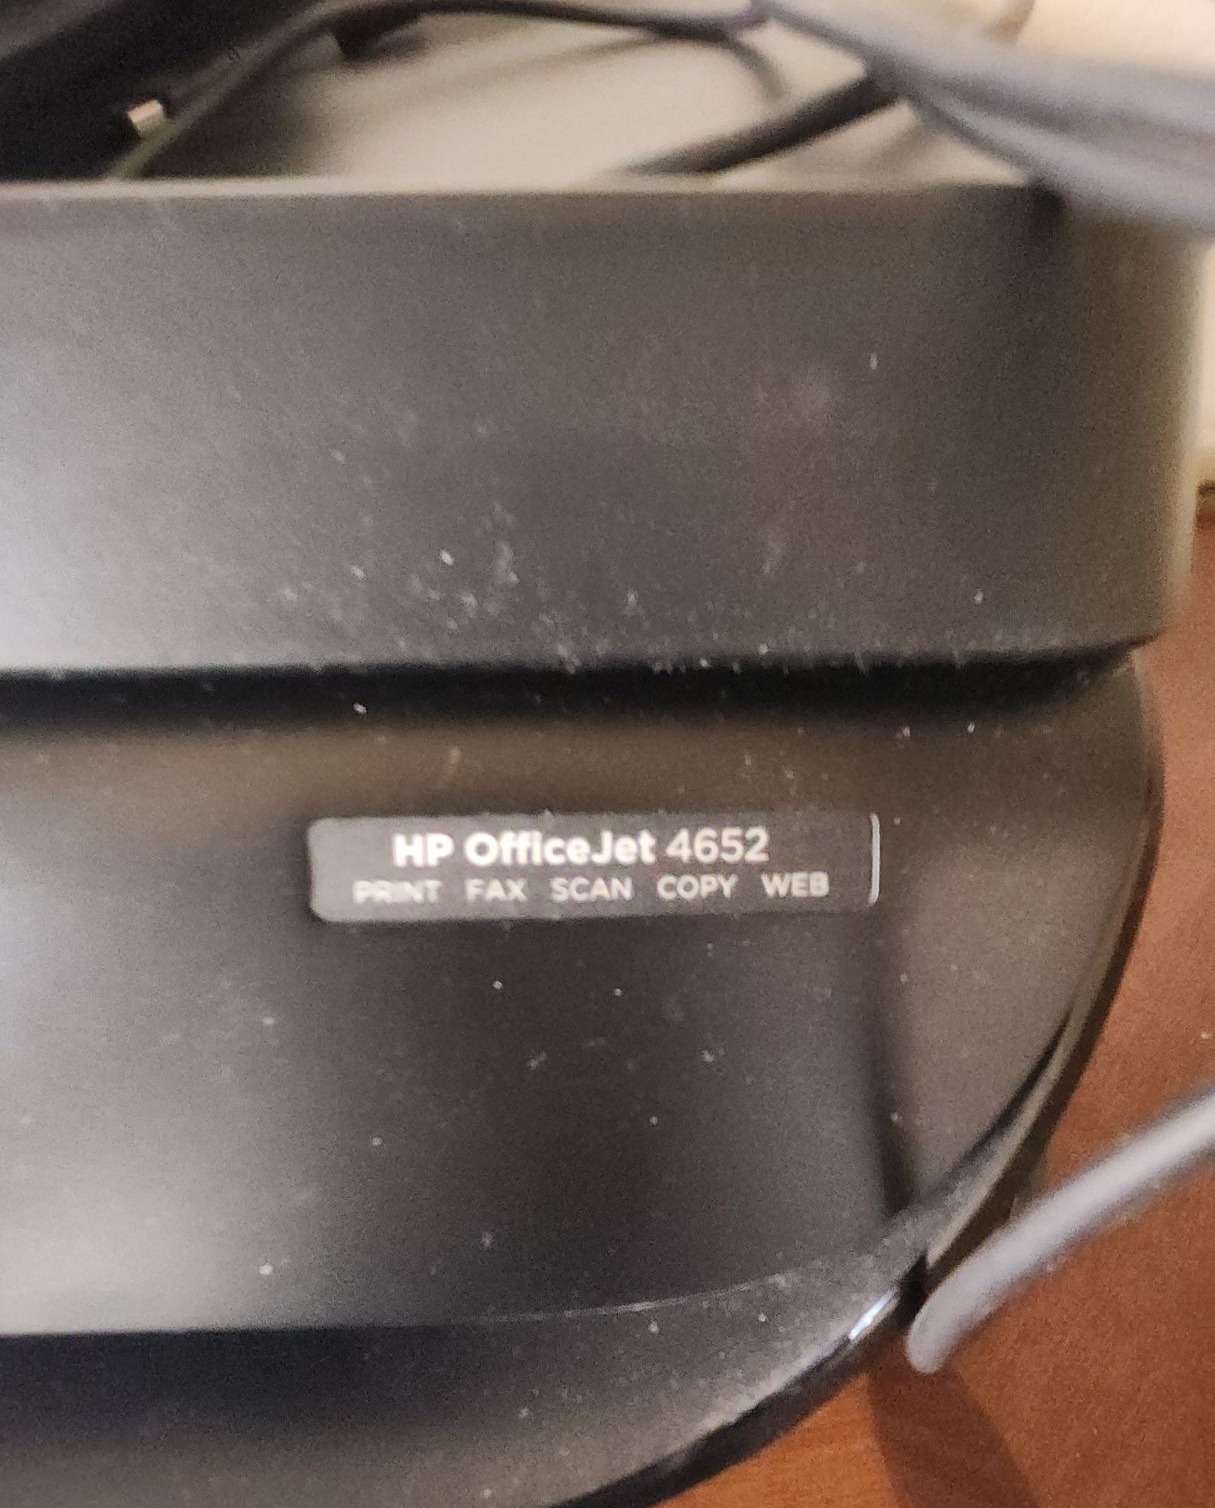 HP OfficeJet 4652
PRINT FAX SCAN COPY WEB